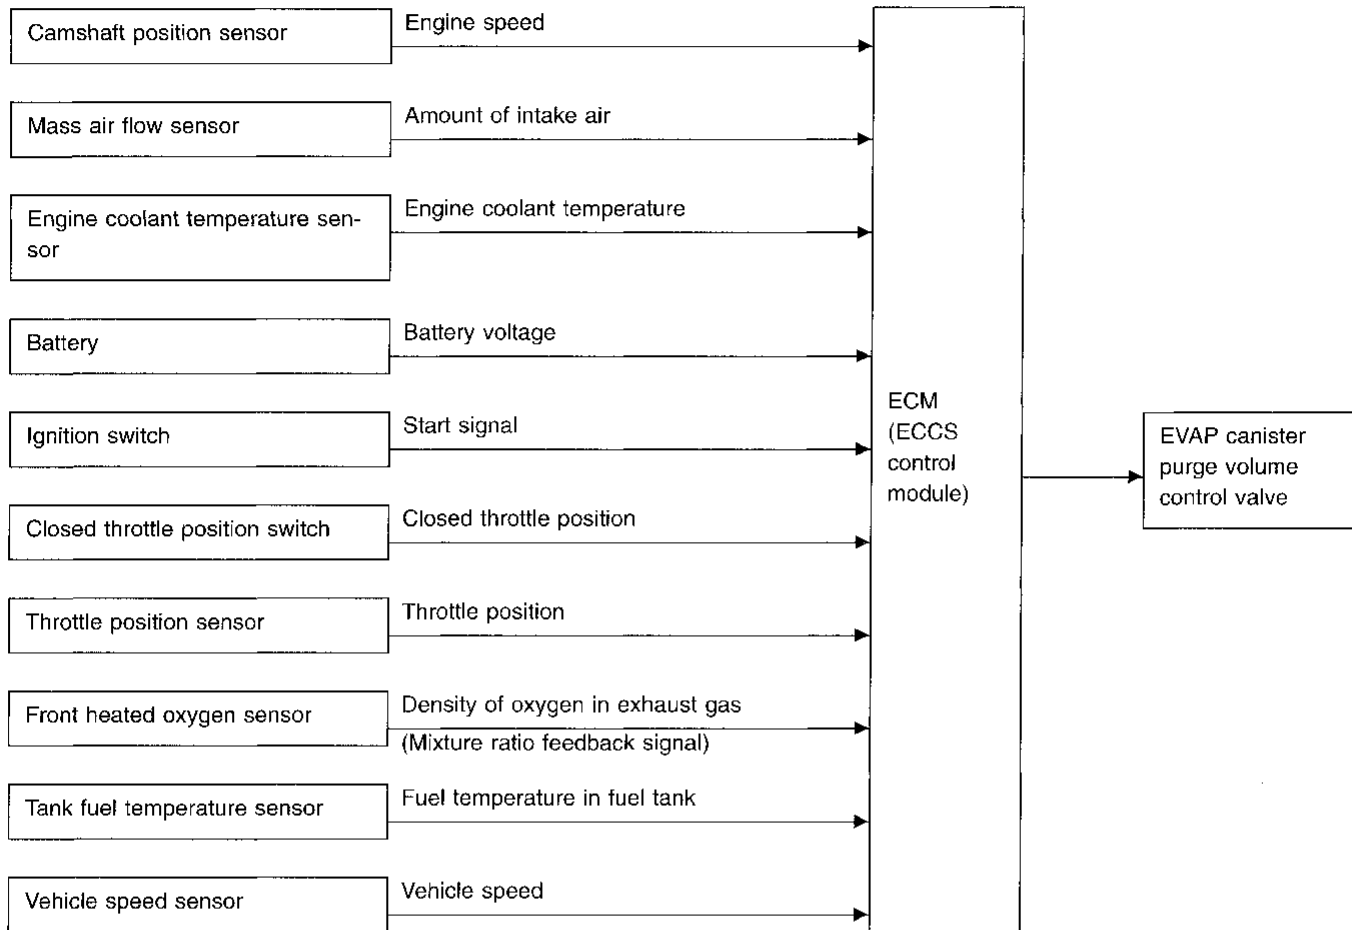 Camshaft position sensor
Engine speed
Mass air flow sensor
Amount of intake air
Engine coolant temperature sen-
sor
Engine coolant temperature
Battery
Battery voltage
Ignition switch
Start signal
Closed throttle position switch
Closed throttle position
Throttle position sensor
Throttle position
Front heated oxygen sensor
Density of oxygen in exhaust gas
(Mixture ratio feedback signal)
Tank fuel temperature sensor
Fuel temperature in fuel tank
Vehicle speed sensor
Vehicle speed
ECM
(ECCS
control
module)
EVAP canister
purge volume
control valve